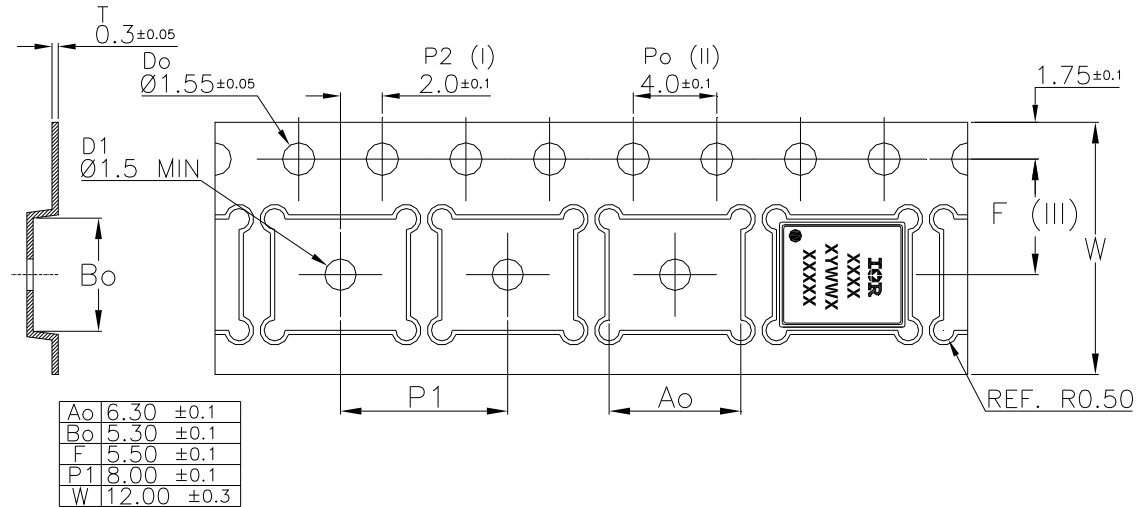 T
0.3±0.05
Do
Ø1.55±0.05
P2 (I)
2.0±0.1
Po (II)
4.0±0.1
1.75±0.1
D1
Ø1.5 MIN
F (III)
W
Bo
IOR
XXXX
XYWWX
XXXXX
P1
Ao
REF. R0.50
Ao 6.30 ±0.1
Bo 5.30 ±0.1
F 5.50 ±0.1
P1 8.00 ±0.1
W 12.00 ±0.3